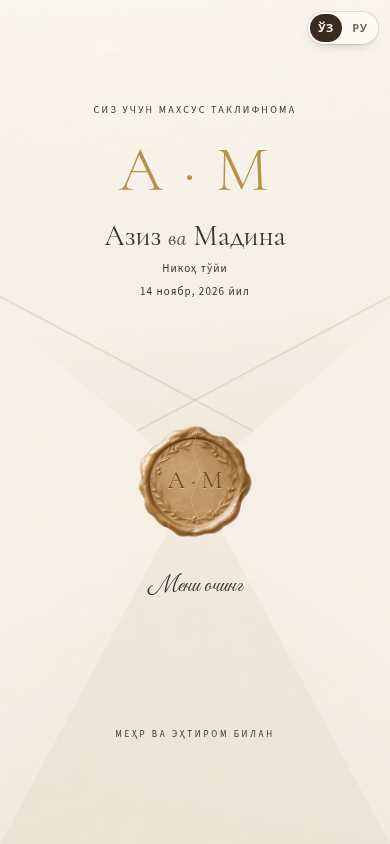 ЎЗ РУ
СИЗ УЧУН МАХСУС ТАКЛИФНОМА
А · М
Азиз ва Мадина
Никоҳ тўйи
14 ноябр, 2026 йил
А · М
Мени очинг
МЕҲР ВА ЭҲТИРОМ БИЛАН